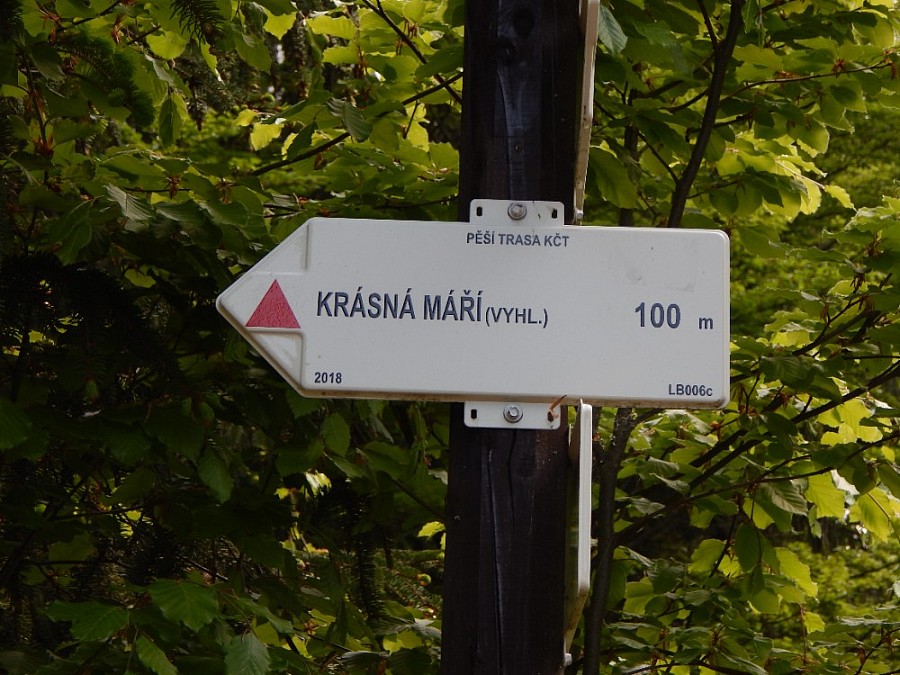 PĚŠÍ TRASA KČT
KRÁSNÁ MÁŘÍ (VYHL.) 100 m
2018 LB006c